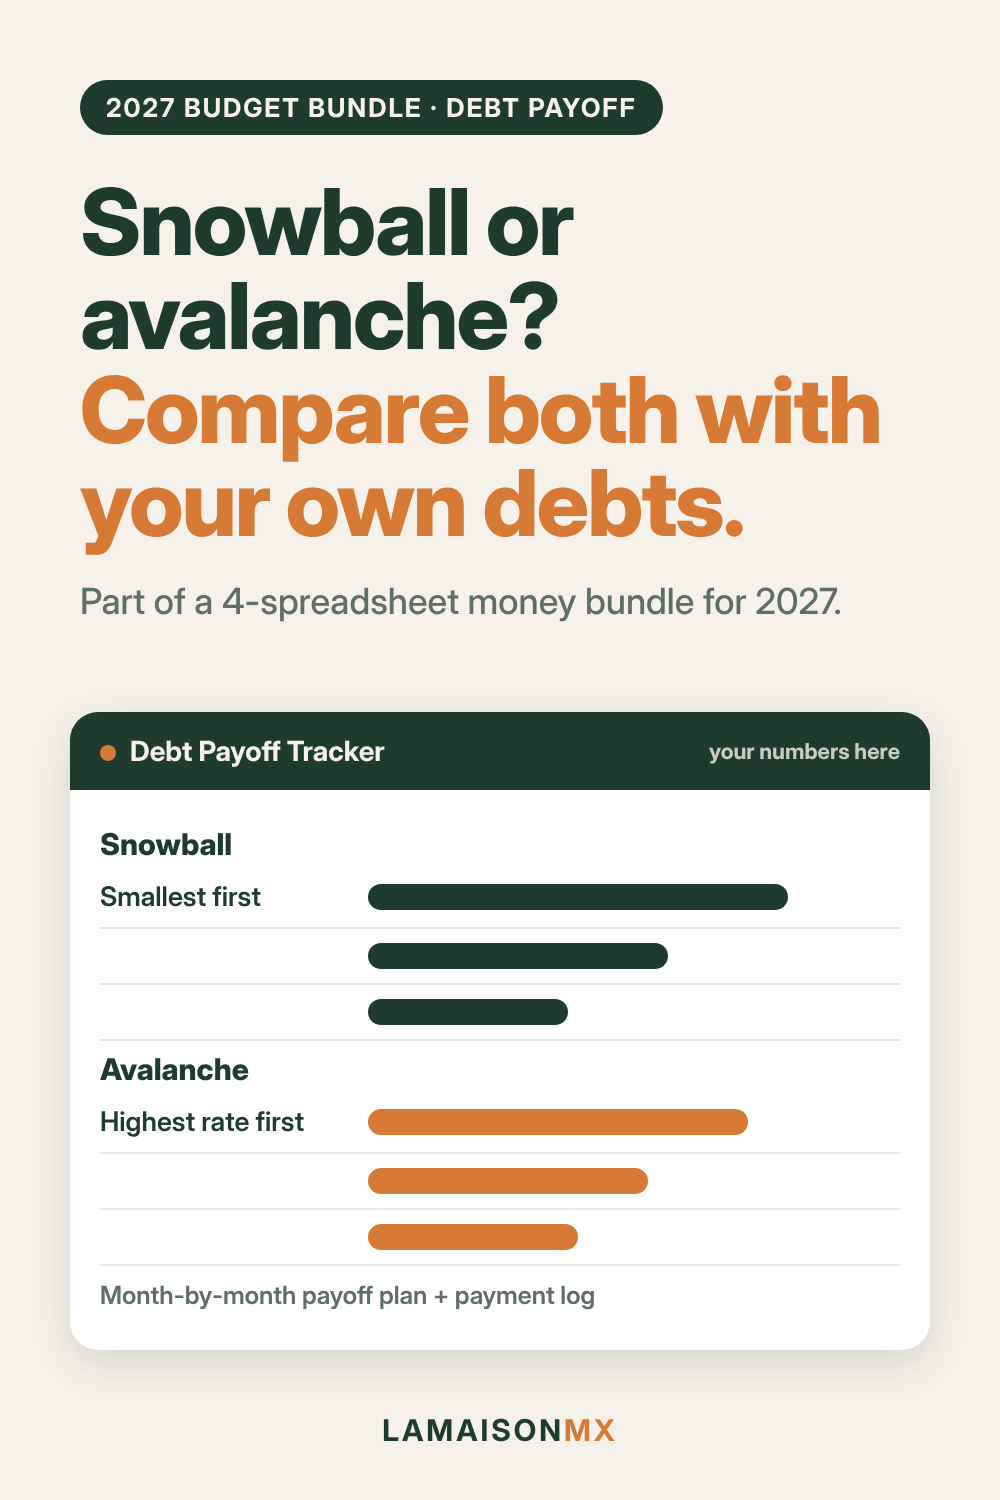 2027 BUDGET BUNDLE · DEBT PAYOFF
Snowball or
avalanche?
Compare both with
your own debts.
Part of a 4-spreadsheet money bundle for 2027.
Debt Payoff Tracker
your numbers here
Snowball
Smallest first
Avalanche
Highest rate first
Month-by-month payoff plan + payment log
LAMAISONMX